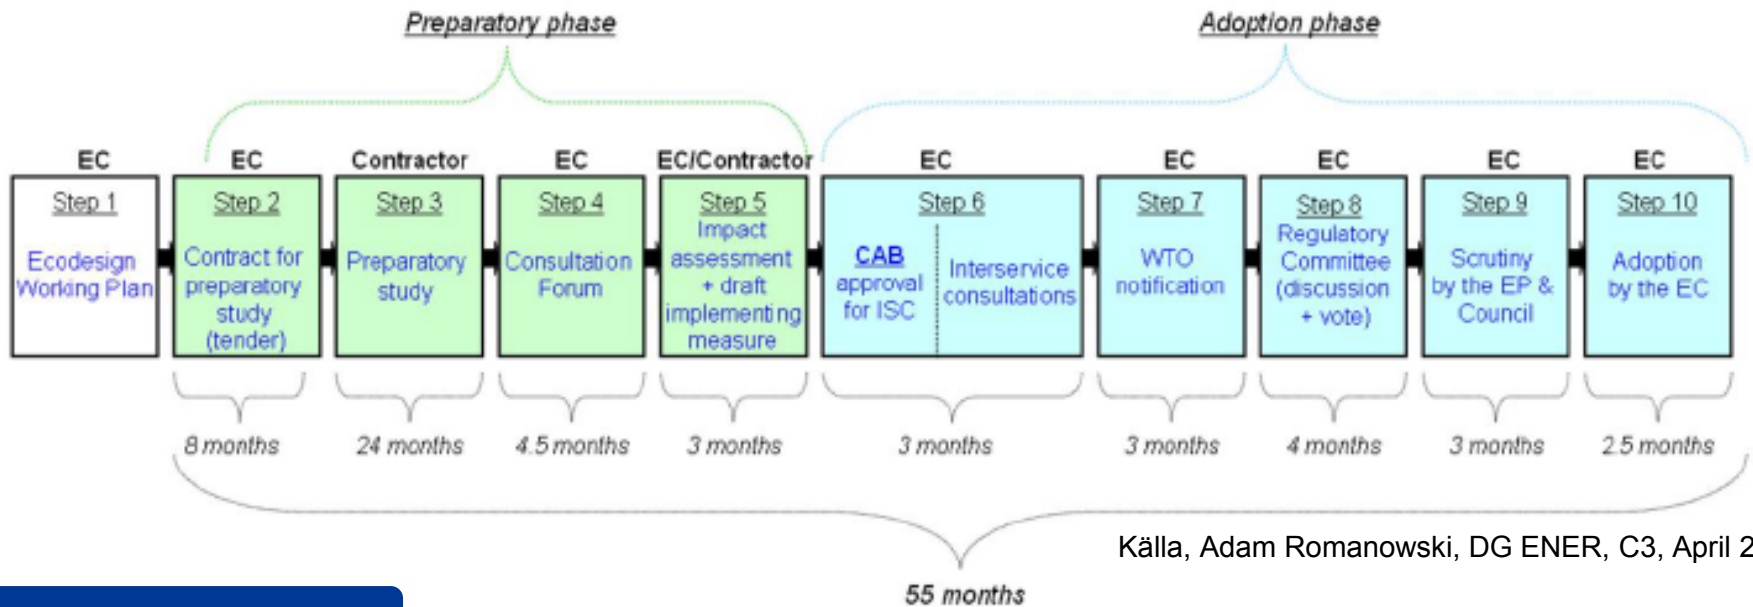 Preparatory phase
Adoption phase
EC
EC
Contractor
EC
EC/Contractor
EC
EC
EC
EC
EC
Step 1
Ecodesign
Working Plan
Step 2
Contract for
preparatory
study
(tender)
Step 3
Preparatory
study
Step 4
Consultation
Forum
Step 5
Impact
assessment
+ draft
implementing
measure
Step 6
CAB
approval
for ISC
Interservice
consultations
Step 7
WTO
notification
Step 8
Regulatory
Committee
(discussion
+ vote)
Step 9
Scrutiny
by the EP &
Council
Step 10
Adoption
by the EC
8 months
24 months
4.5 months
3 months
3 months
3 months
4 months
3 months
2.5 months
Källa, Adam Romanowski, DG ENER, C3, April 2
55 months